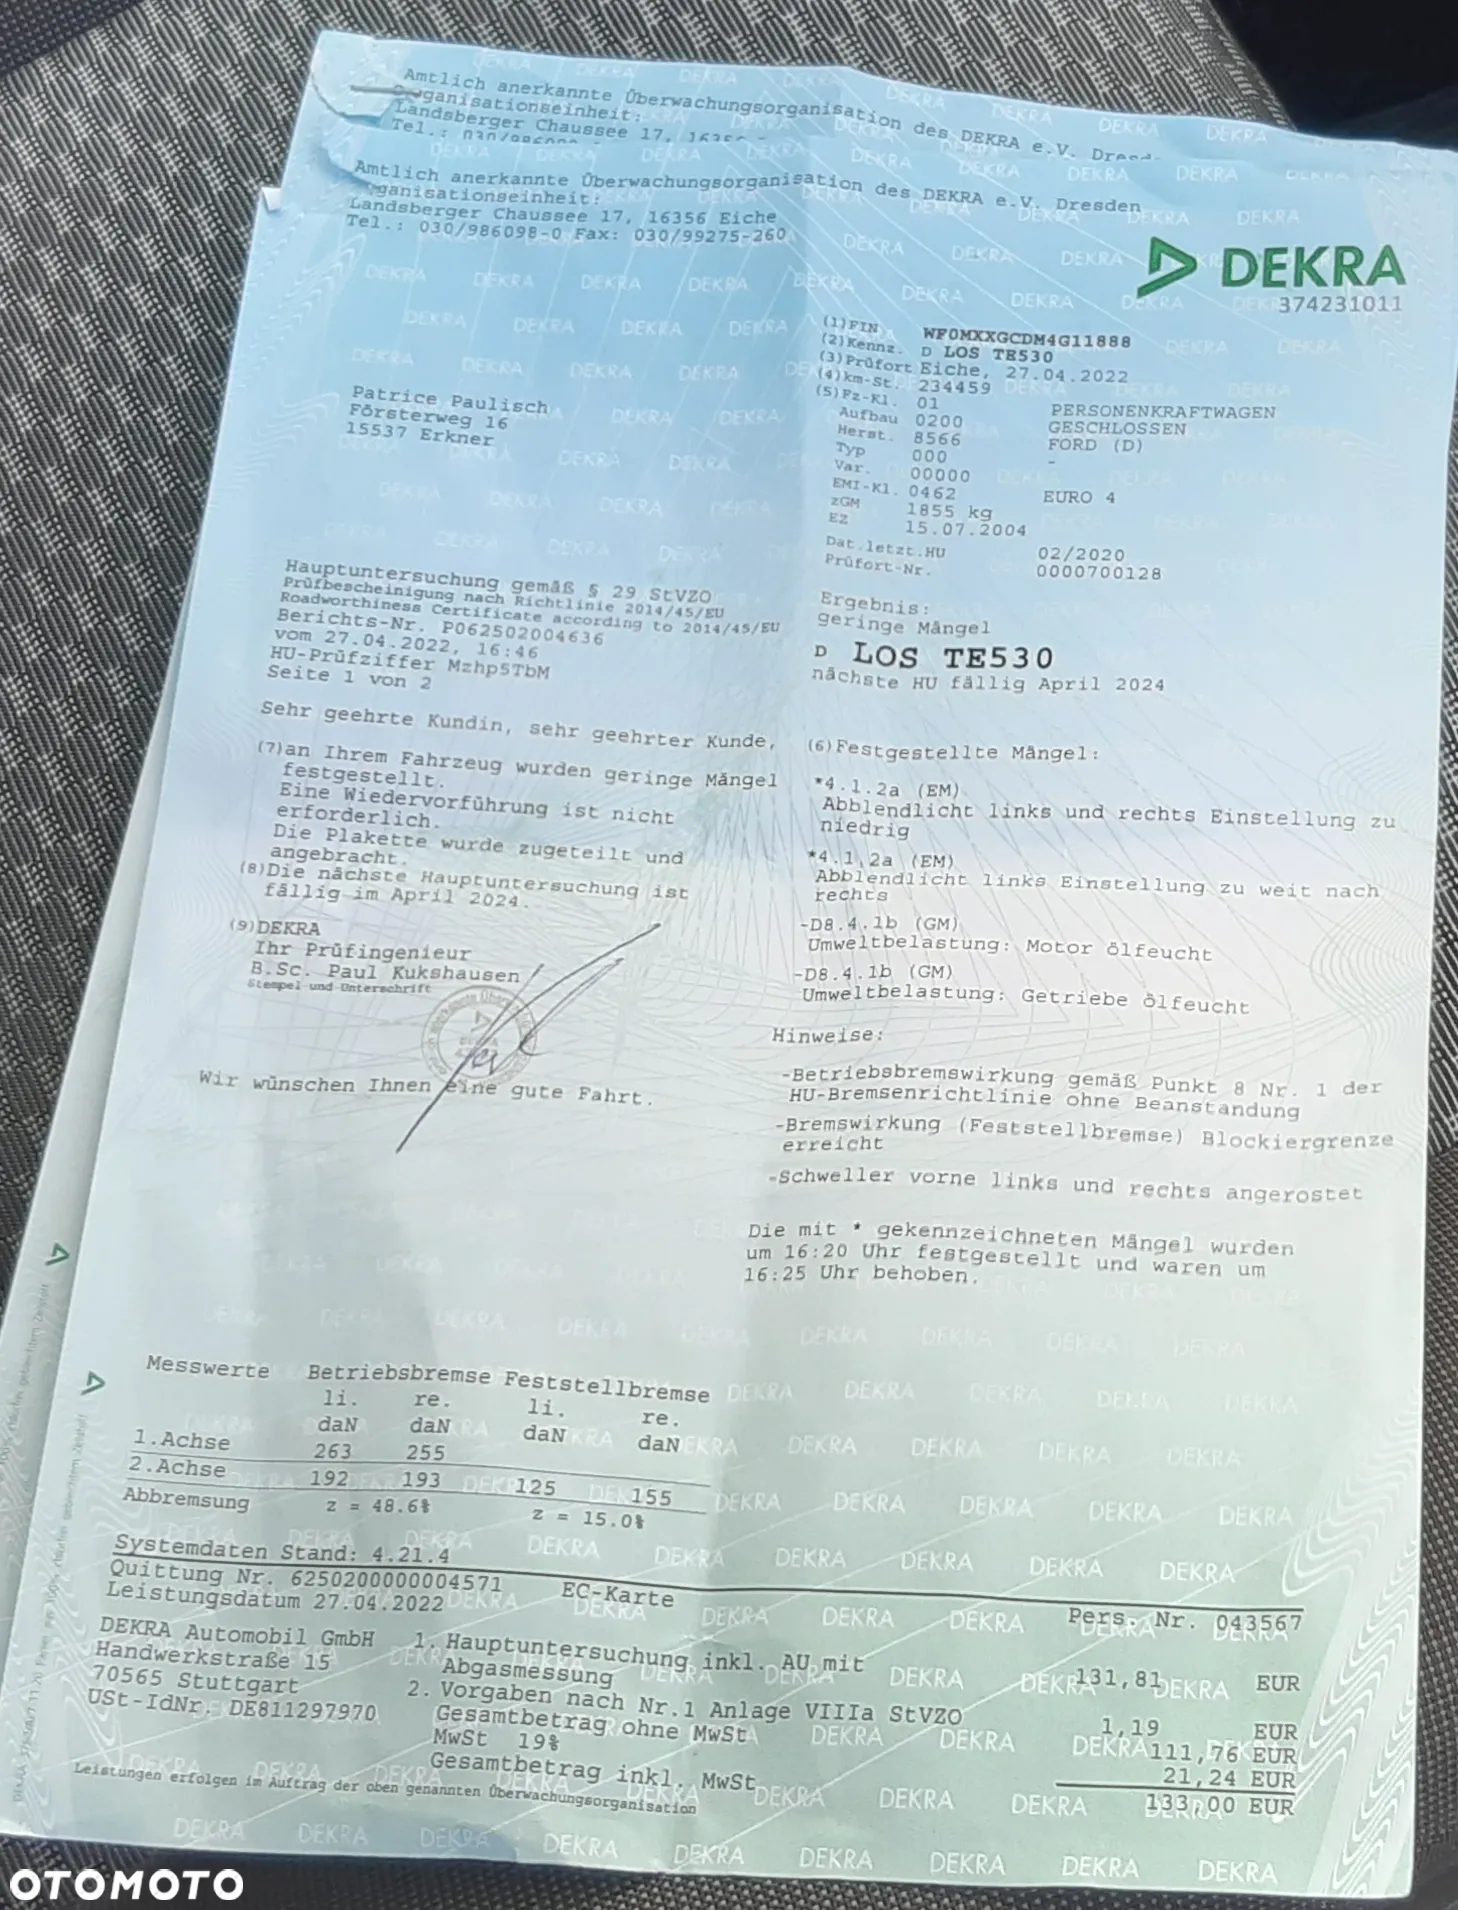 Amtlich anerkannte Überwachungsorganisation des DEKRA e.V.
Organisationseinheit:
Landsberger Chaussee 17,
Tel.:
Amtlich anerkannte Überwachungsorganisation des DEKRA e.V. Dresden
Organisationseinheit:
Landsberger Chaussee 17, 16356 Eiche
Tel.: 030/986098-0 Fax: 030/99275-260
DEKRA
374231011
(1)FIN WF0MXXGCDM4G11888
(2)Kennz. D LOS TE530
(3)Prüfort Eiche, 27.04.2022
(4)km-St. 234459
(5)Fz-Kl. 01 PERSONENKRAFTWAGEN
Aufbau 0200 GESCHLOSSEN
Herst. 8566 FORD (D)
Typ 000 -
Var. 00000
EMI-Kl. 0462 EURO 4
zGM 1855 kg
EZ 15.07.2004
Dat.letzt.HU 02/2020
Prüfort-Nr. 0000700128
Patrice Paulisch
Försterweg 16
15537 Erkner
Hauptuntersuchung gemäß § 29 StVZO
Prüfbescheinigung nach Richtlinie 2014/45/EU
Roadworthiness Certificate according to 2014/45/EU
Berichts-Nr. P062502004636
vom 27.04.2022, 16:46
HU-Prüfziffer MzhpSTbM
Seite 1 von 2
Ergebnis:
geringe Mängel
D LOS TE530
nächste HU fällig April 2024
Sehr geehrte Kundin, sehr geehrter Kunde,
(7)an Ihrem Fahrzeug wurden geringe Mängel
festgestellt.
Eine Wiedervorführung ist nicht
erforderlich.
Die Plakette wurde zugeteilt und
angebracht.
(8)Die nächste Hauptuntersuchung ist
fällig im April 2024.
(9)DEKRA
Ihr Prüfingenieur
B.Sc. Paul Kukshausen
Stempel und Unterschrift
Wir wünschen Ihnen eine gute Fahrt.
(6)Festgestellte Mängel:
*4.1.2a (EM)
Abblendlicht links und rechts Einstellung zu
niedrig
*4.1.2a (EM)
Abblendlicht links Einstellung zu weit nach
rechts
-D8.4.1b (GM)
Umweltbelastung: Motor ölfeucht
-D8.4.1b (GM)
Umweltbelastung: Getriebe ölfeucht
Hinweise:
-Betriebsbremswirkung gemäß Punkt 8 Nr. 1 der
HU-Bremsenrichtlinie ohne Beanstandung
-Bremswirkung (Feststellbremse) Blockiergrenze
erreicht
-Schweller vorne links und rechts angerostet
Die mit * gekennzeichneten Mängel wurden
um 16:20 Uhr festgestellt und waren um
16:25 Uhr behoben.
Messwerte Betriebsbremse Feststellbremse
li. re. li. re.
daN daN daN daN
1.Achse 263 255
2.Achse 192 193 125 155
Abbremsung z = 48.6% z = 15.0%
Systemdaten Stand: 4.21.4
Quittung Nr. 6250200000004571 EC-Karte Pers. Nr. 043567
Leistungsdatum 27.04.2022
DEKRA Automobil GmbH
Handwerkstraße 15
70565 Stuttgart
USt-IdNr. DE811297970
1. Hauptuntersuchung inkl. AU mit
Abgasmessung 131,81 EUR
2. Vorgaben nach Nr.1 Anlage VIIIa StVZO 1,19 EUR
Gesamtbetrag ohne MwSt 111,76 EUR
MwSt 19% 21,24 EUR
Gesamtbetrag inkl. MwSt 133,00 EUR
Leistungen erfolgen im Auftrag der oben genannten Überwachungsorganisation
OTOMOTO